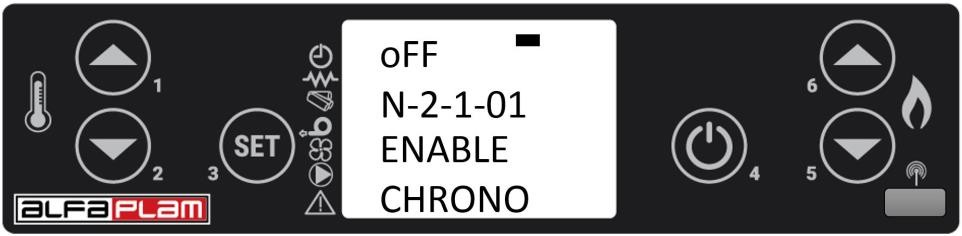 1
2
SET
3
oFF
N-2-1-01
ENABLE
CHRONO
4
6
5
ALFAPLAM